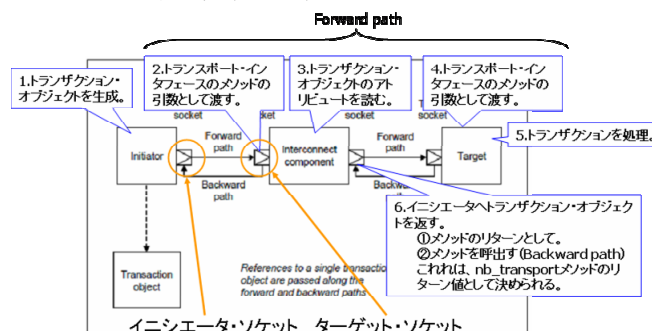 Forward path
1.トランザクション・
オブジェクトを生成。
2.トランスポート・イン
タフェースのメソッドの
引数として渡す。
3.トランザクション・
オブジェクトのアト
リビュートを読む。
4.トランスポート・イン
タフェースのメソッドの
引数として渡す。
socket
socket
socket
5.トランザクションを処理。
Initiator
Forward
path
Interconnect
component
Forward
path
Target
Backward
path
6.イニシエータへトランザクション・オブジェク
トを返す。
①メソッドのリターンとして。
②メソッドを呼出す(Backward path)
これれは、nb_transportメソッドのリ
ターン値として決められる。
Transaction
object
References to a single transactio
object are passed along the
forward and backward paths
イニシエータ・ソケット
ターゲット・ソケット